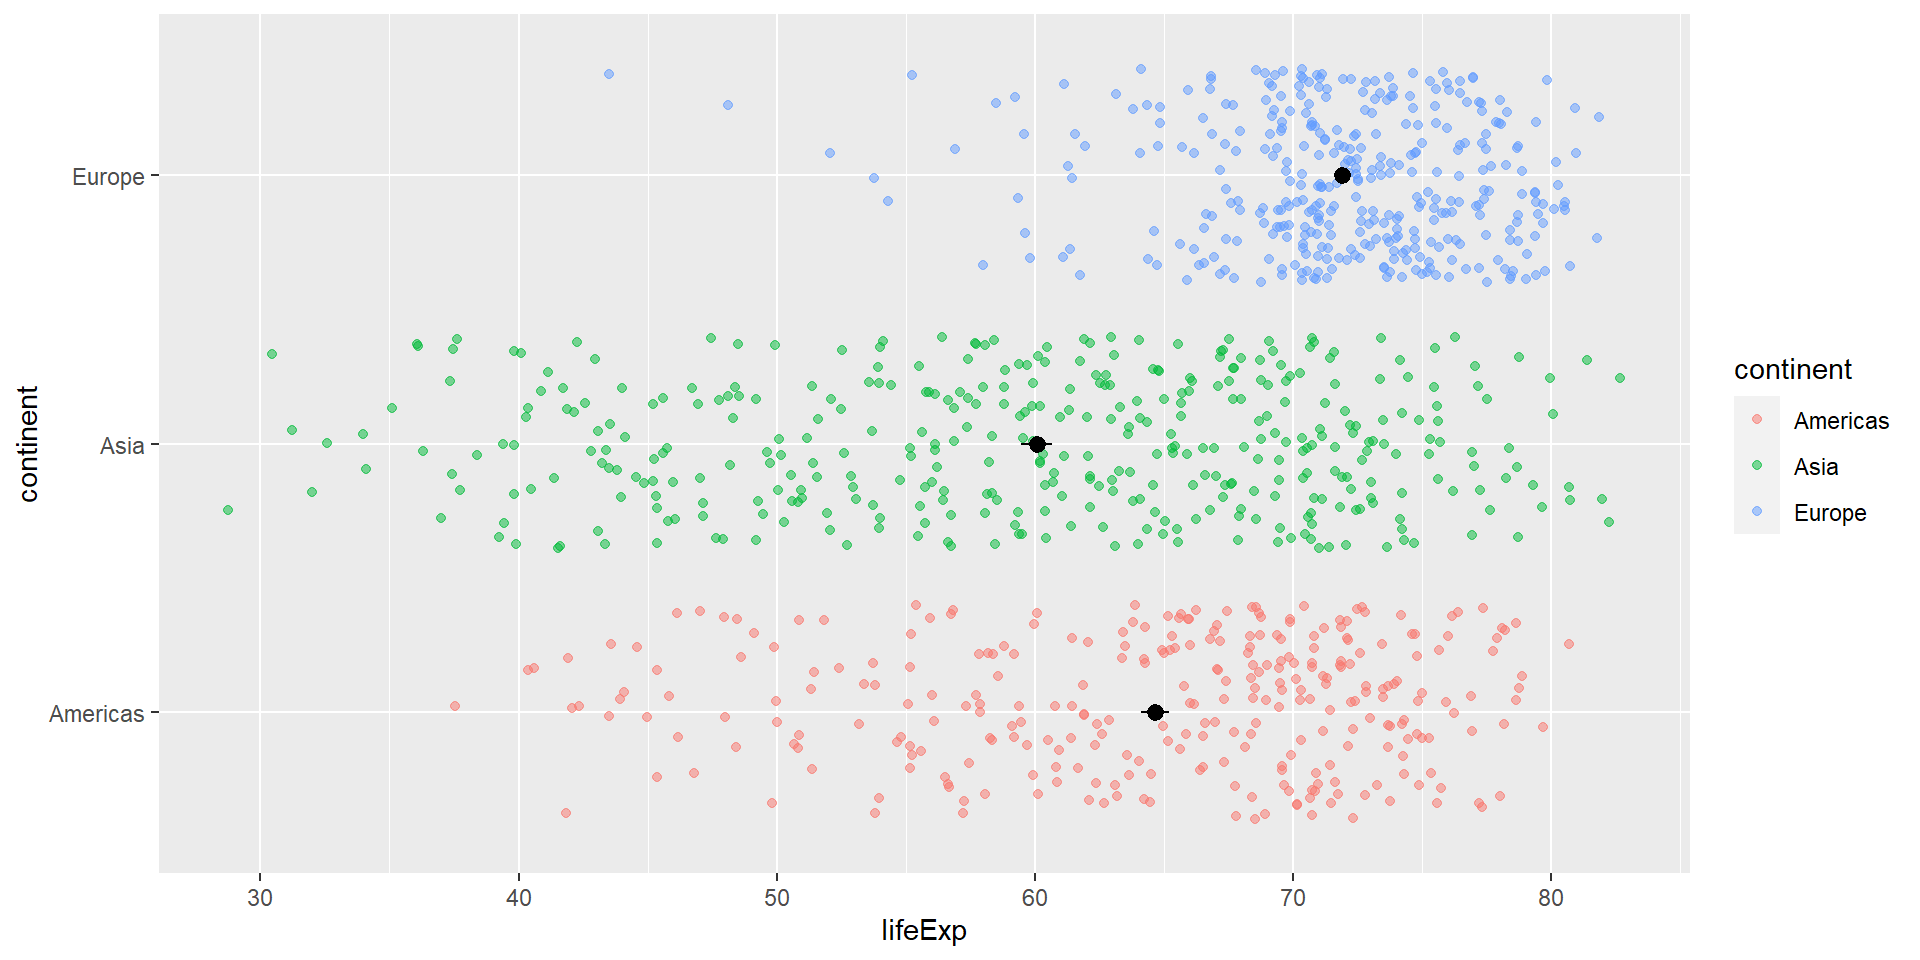 continent
Europe
Asia
Americas
30 40 50 60 70 80
lifeExp
continent
Americas
Asia
Europe